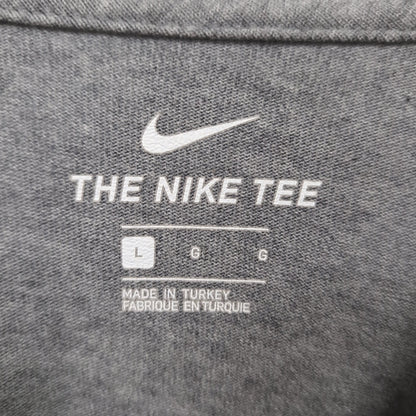 THE NIKE TEE
L G G
MADE IN TURKEY
FABRIQUE EN TURQUIE